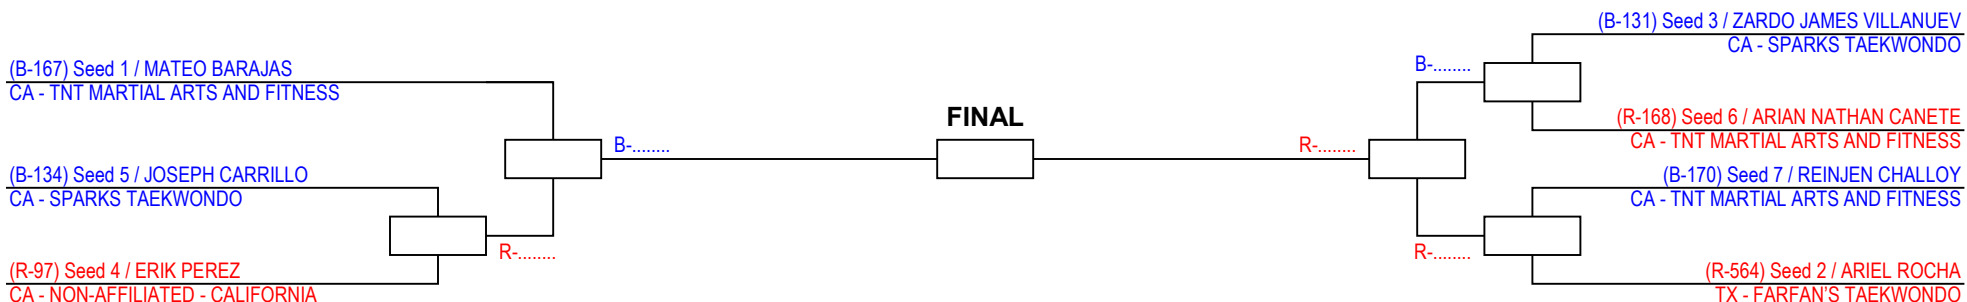 (B-131) Seed 3 / ZARDO JAMES VILLANUEV
CA - SPARKS TAEKWONDO
(B-167) Seed 1 / MATEO BARAJAS
CA - TNT MARTIAL ARTS AND FITNESS
B-........
FINAL
(R-168) Seed 6 / ARIAN NATHAN CANETE
CA - TNT MARTIAL ARTS AND FITNESS
B-........
R-........
(B-134) Seed 5 / JOSEPH CARRILLO
CA - SPARKS TAEKWONDO
(B-170) Seed 7 / REINJEN CHALLOY
CA - TNT MARTIAL ARTS AND FITNESS
R-........
R-........
(R-97) Seed 4 / ERIK PEREZ
CA - NON-AFFILIATED - CALIFORNIA
(R-564) Seed 2 / ARIEL ROCHA
TX - FARFAN'S TAEKWONDO